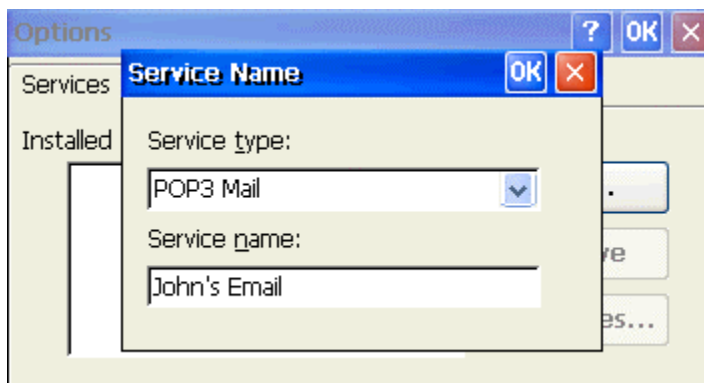 Options ? OK
Service Name OK
Services
Installed
Service type:
POP3 Mail
Service name:
John's Email